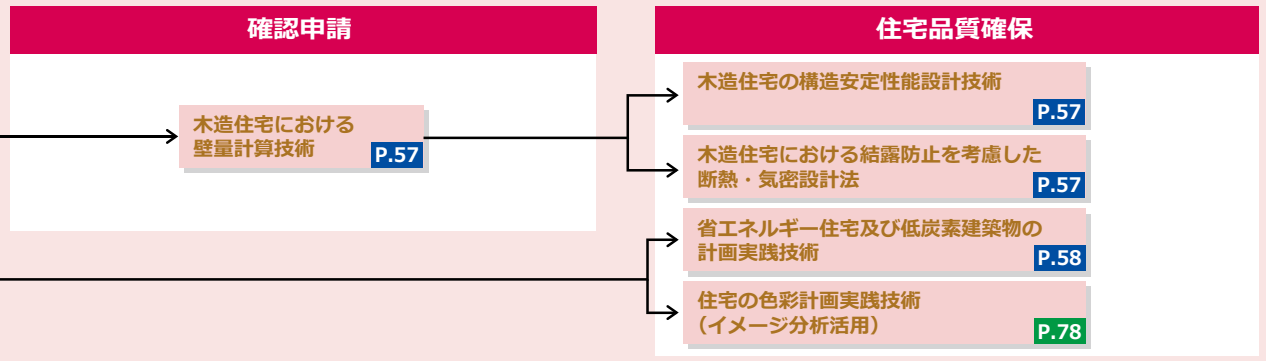 確認申請
木造住宅における
壁量計算技術
P.57
住宅品質確保
木造住宅の構造安定性能設計技術
P.57
木造住宅における結露防止を考慮した
断熱・気密設計法
P.57
省エネルギー住宅及び低炭素建築物の
計画実践技術
P.58
住宅の色彩計画実践技術
（イメージ分析活用）
P.78